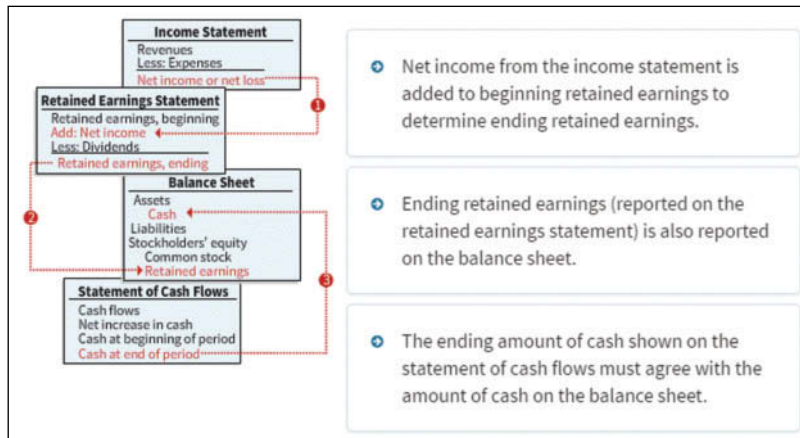 Income Statement
Revenues
Less: Expenses
Net income or net loss
1
Retained Earnings Statement
Retained earnings, beginning
Add: Net income
Less: Dividends
Retained earnings, ending
2
Balance Sheet
Assets
Cash
Liabilities
Stockholders' equity
Common stock
Retained earnings
3
Statement of Cash Flows
Cash flows
Net increase in cash
Cash at beginning of period
Cash at end of period
Net income from the income statement is
added to beginning retained earnings to
determine ending retained earnings.
Ending retained earnings (reported on the
retained earnings statement) is also reported
on the balance sheet.
The ending amount of cash shown on the
statement of cash flows must agree with the
amount of cash on the balance sheet.